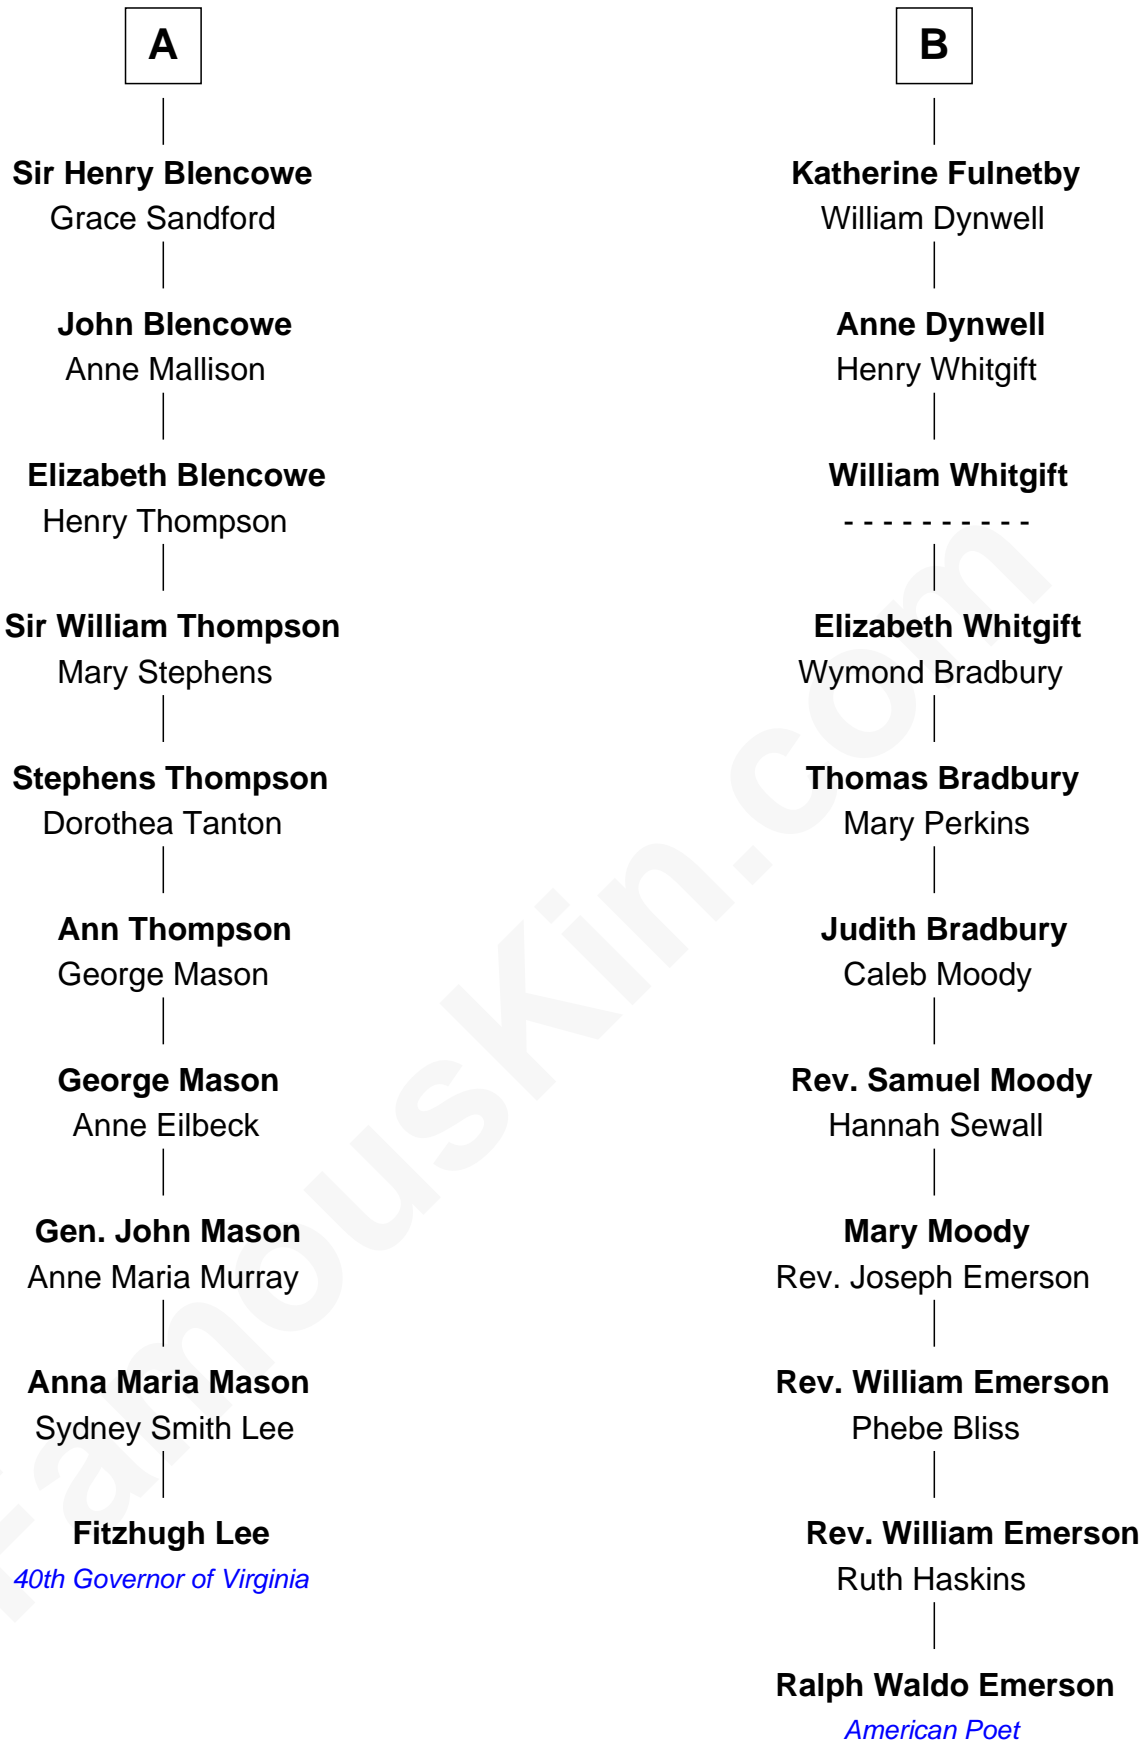 A
Sir Henry Blencowe
Grace Sandford
John Blencowe
Anne Mallison
Elizabeth Blencowe
Henry Thompson
Sir William Thompson
Mary Stephens
Stephens Thompson
Dorothea Tanton
Ann Thompson
George Mason
George Mason
Anne Eilbeck
Gen. John Mason
Anne Maria Murray
Anna Maria Mason
Sydney Smith Lee
Fitzhugh Lee
40th Governor of Virginia
B
Katherine Fulnetby
William Dynwell
Anne Dynwell
Henry Whitgift
William Whitgift
- - - - - - - - - -
Elizabeth Whitgift
Wymond Bradbury
Thomas Bradbury
Mary Perkins
Judith Bradbury
Caleb Moody
Rev. Samuel Moody
Hannah Sewall
Mary Moody
Rev. Joseph Emerson
Rev. William Emerson
Phebe Bliss
Rev. William Emerson
Ruth Haskins
Ralph Waldo Emerson
American Poet
FamousKin.com